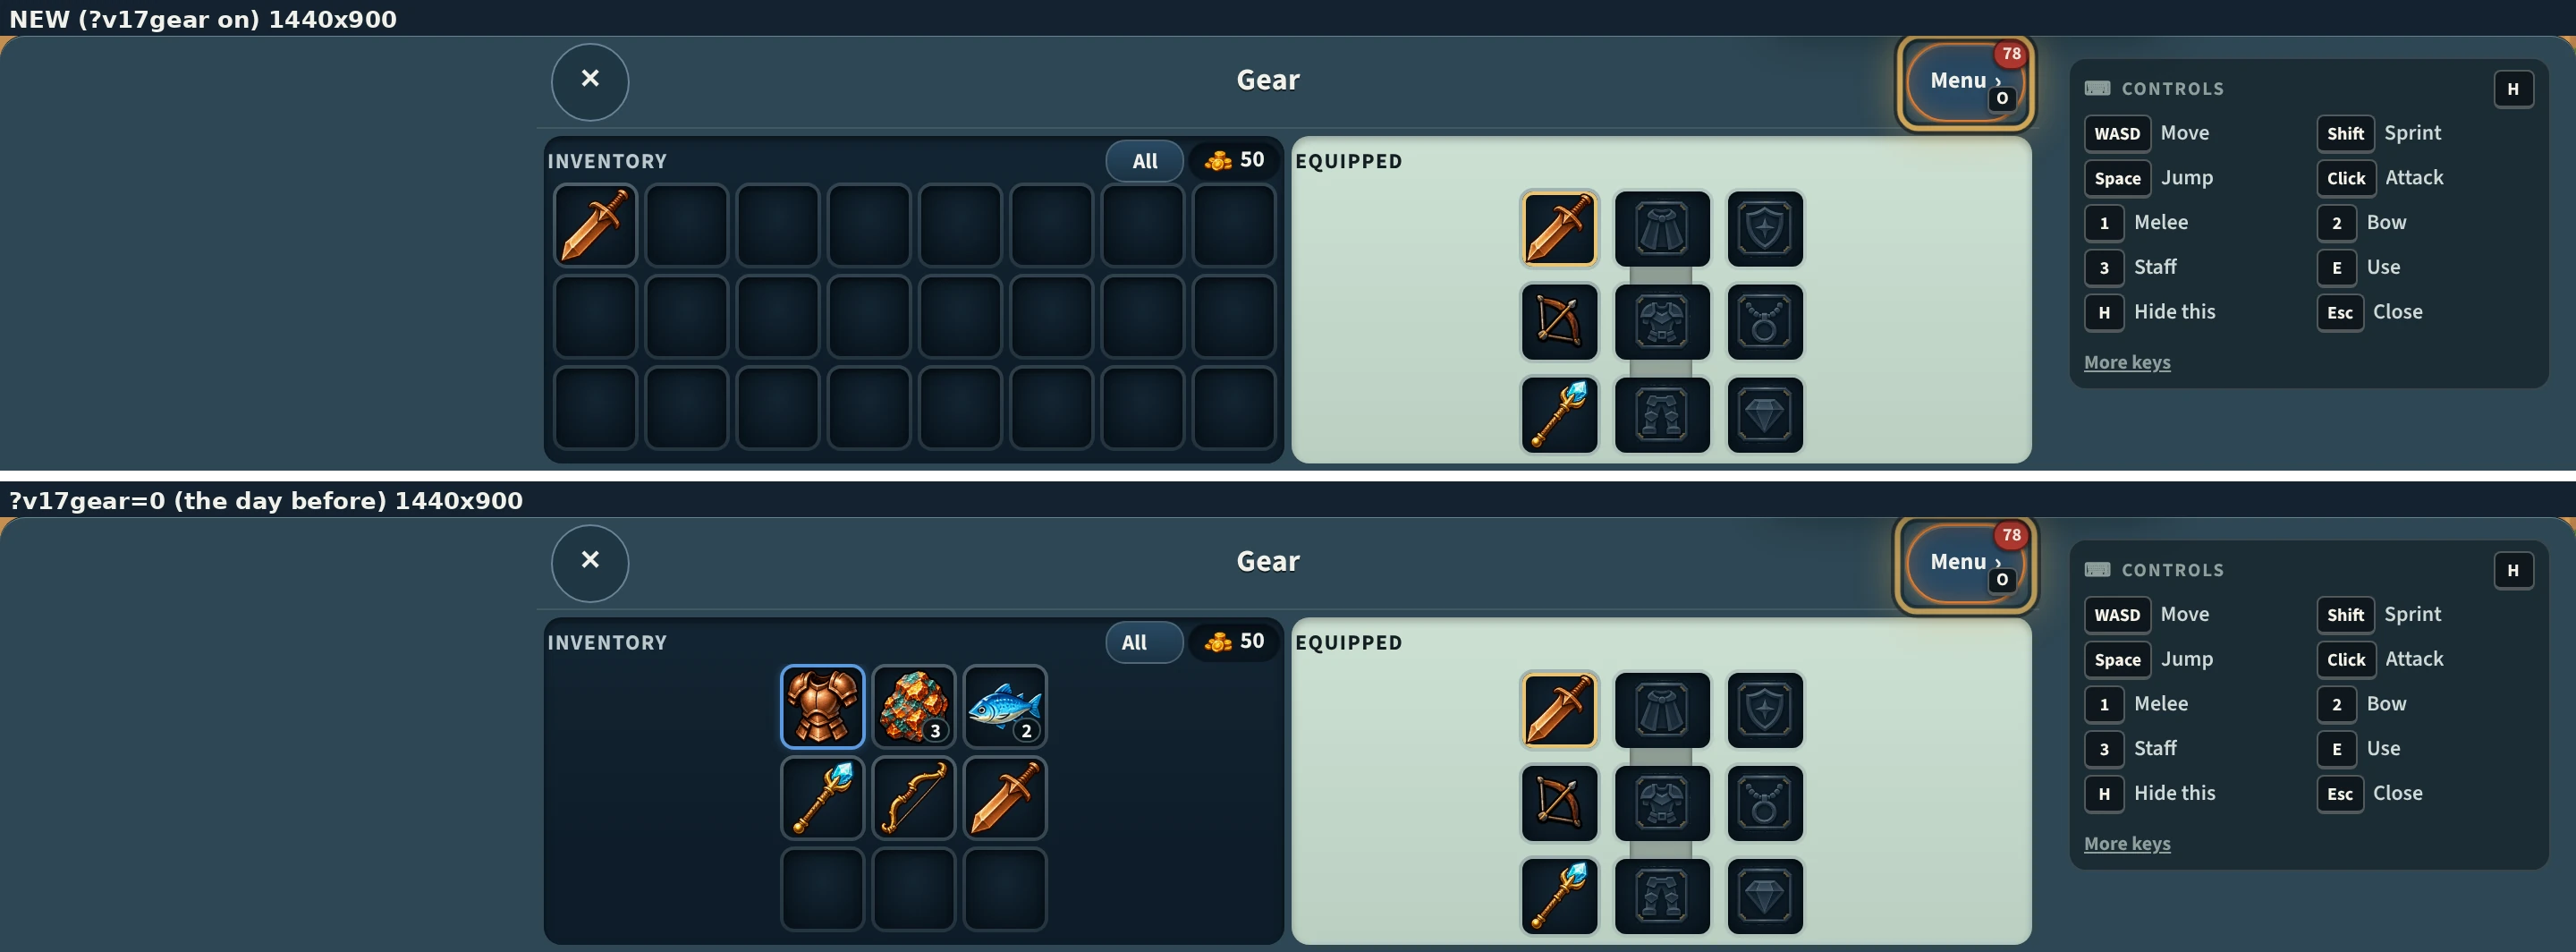 NEW (?v17gear on) 1440x900
× Gear Menu › 78 O
CONTROLS H
WASD Move Shift Sprint
Space Jump Click Attack
1 Melee 2 Bow
3 Staff E Use
H Hide this Esc Close
More keys
INVENTORY All 50
EQUIPPED
?v17gear=0 (the day before) 1440x900
× Gear Menu › 78 O
CONTROLS H
WASD Move Shift Sprint
Space Jump Click Attack
1 Melee 2 Bow
3 Staff E Use
H Hide this Esc Close
More keys
INVENTORY All 50
3 2
EQUIPPED